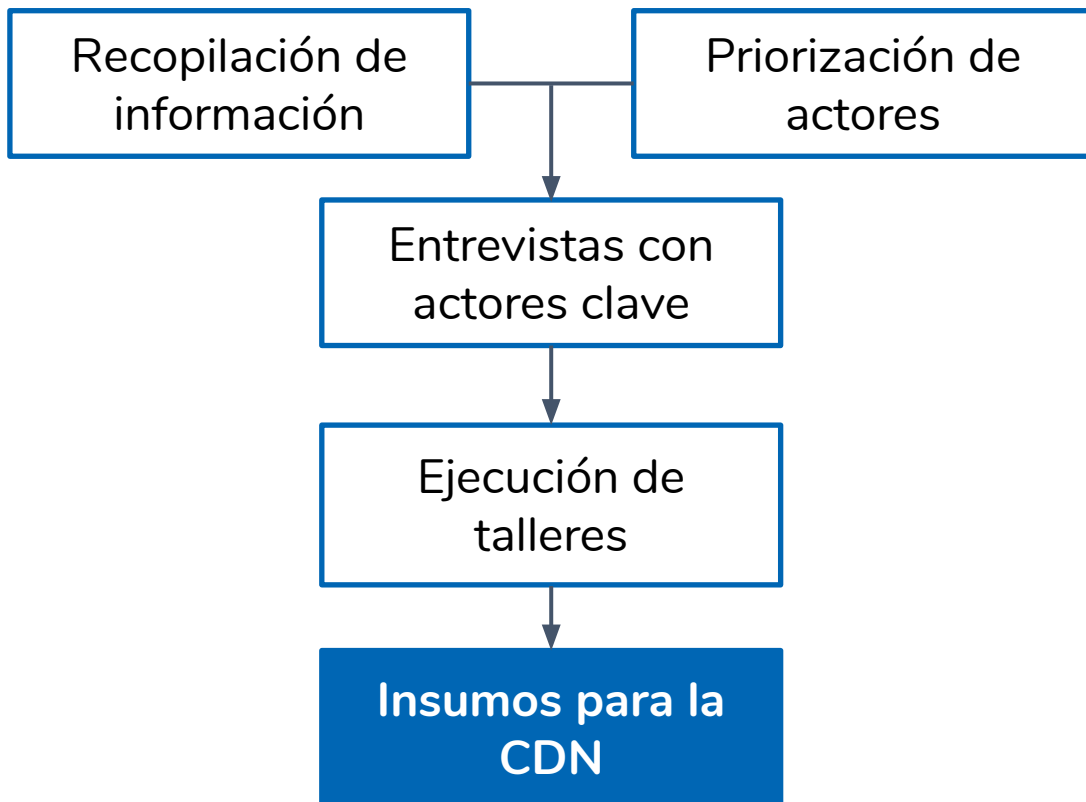 Recopilación de
información
Priorización de
actores
Entrevistas con
actores clave
Ejecución de
talleres
Insumos para la
CDN